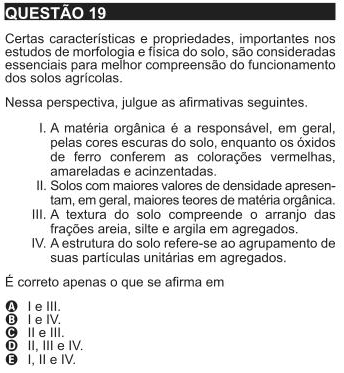 QUESTÃO 19
Certas características e propriedades, importantes nos
estudos de morfologia e física do solo, são consideradas
essenciais para melhor compreensão do funcionamento
dos solos agrícolas.
Nessa perspectiva, julgue as afirmativas seguintes.
I. A matéria orgânica é a responsável, em geral,
pelas cores escuras do solo, enquanto os óxidos
de ferro conferem as colorações vermelhas,
amareladas e acinzentadas.
II. Solos com maiores valores de densidade apresen-
tam, em geral, maiores teores de matéria orgânica.
III. A textura do solo compreende o arranjo das
frações areia, silte e argila em agregados.
IV. A estrutura do solo refere-se ao agrupamento de
suas partículas unitárias em agregados.
É correto apenas o que se afirma em
A I e III.
B I e IV.
C II e III.
D II, III e IV.
E I, II e IV.